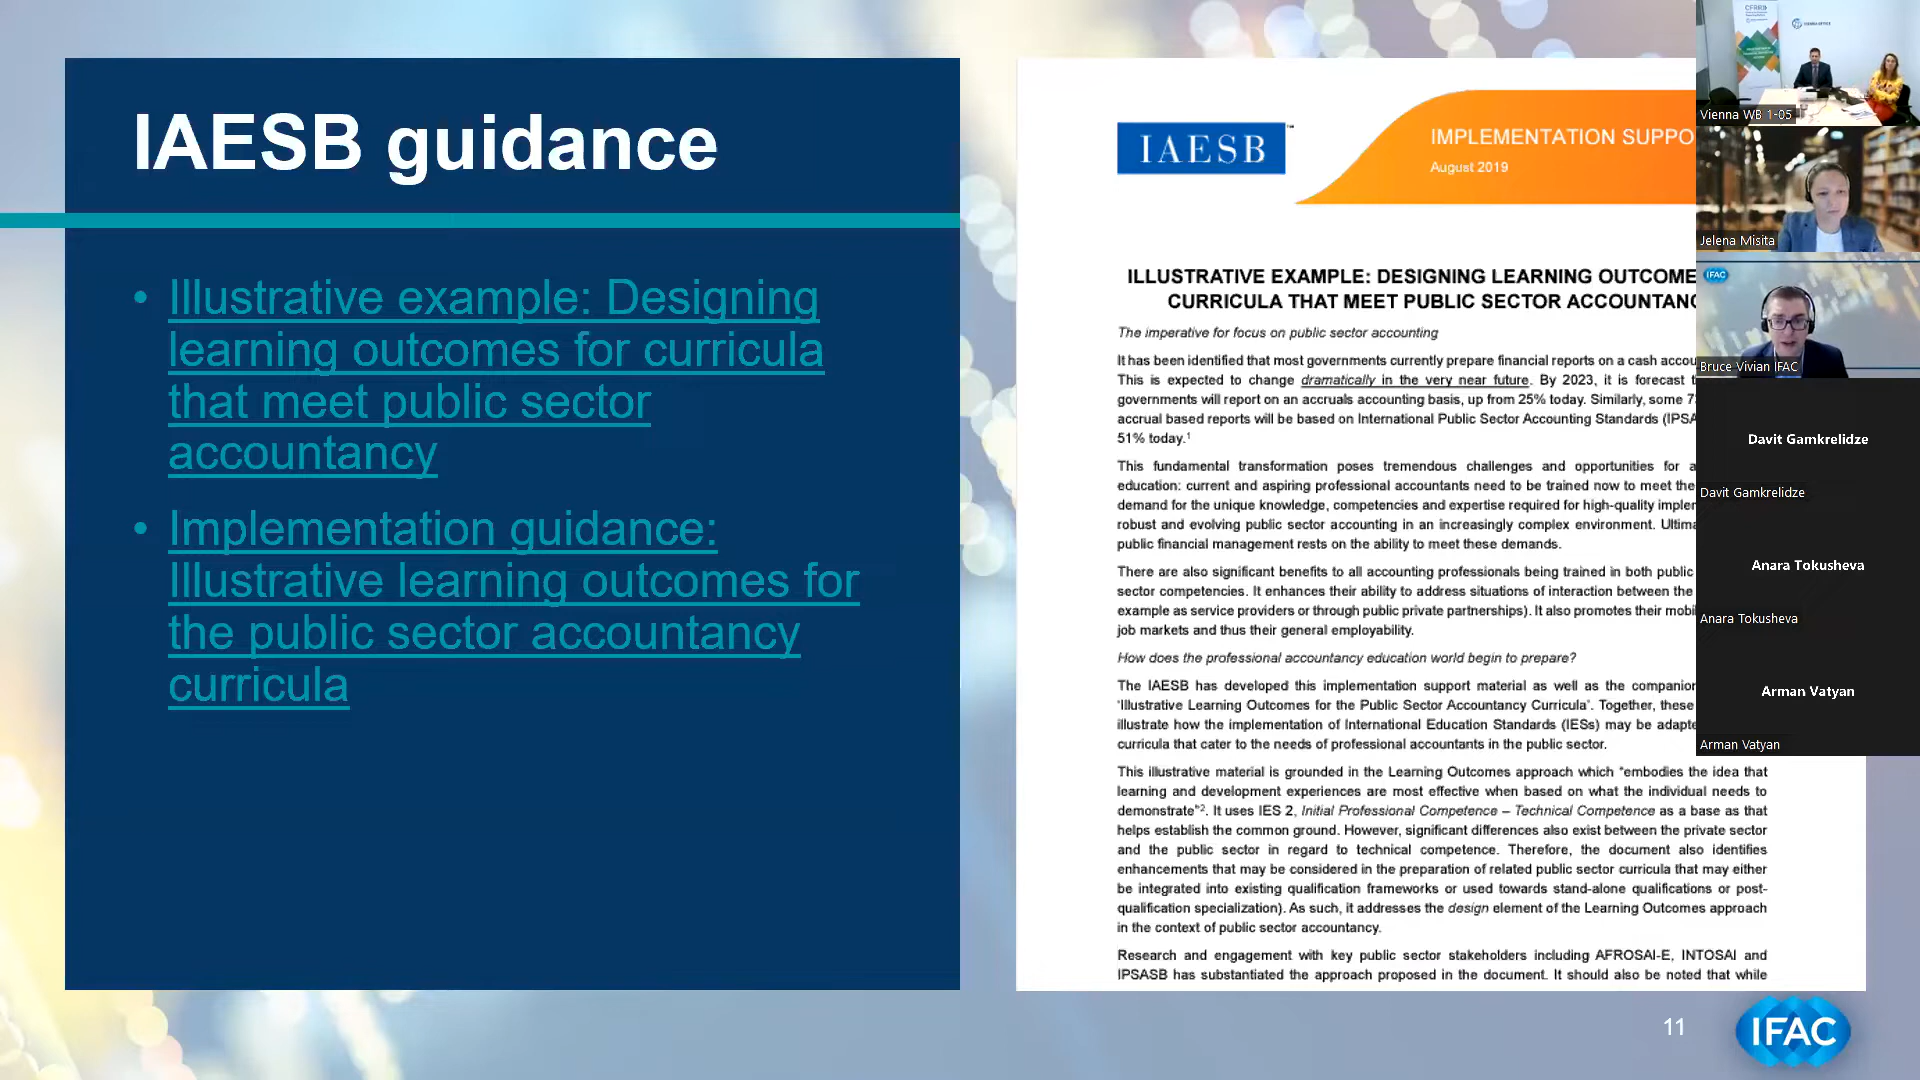 IAESB guidance
• Illustrative example: Designing
learning outcomes for curricula
that meet public sector
accountancy
• Implementation guidance:
Illustrative learning outcomes for
the public sector accountancy
curricula
IAESB™
IMPLEMENTATION SUPPO
August 2019
ILLUSTRATIVE EXAMPLE: DESIGNING LEARNING OUTCOME
CURRICULA THAT MEET PUBLIC SECTOR ACCOUNTANC
The imperative for focus on public sector accounting
It has been identified that most governments currently prepare financial reports on a cash accou
This is expected to change dramatically in the very near future. By 2023, it is forecast t
governments will report on an accruals accounting basis, up from 25% today. Similarly, some 7
accrual based reports will be based on International Public Sector Accounting Standards (IPSA
51% today.¹
This fundamental transformation poses tremendous challenges and opportunities for a
education: current and aspiring professional accountants need to be trained now to meet the
demand for the unique knowledge, competencies and expertise required for high-quality impler
robust and evolving public sector accounting in an increasingly complex environment. Ultima
public financial management rests on the ability to meet these demands.
There are also significant benefits to all accounting professionals being trained in both public
sector competencies. It enhances their ability to address situations of interaction between the
example as service providers or through public private partnerships). It also promotes their mobi
job markets and thus their general employability.
How does the professional accountancy education world begin to prepare?
The IAESB has developed this implementation support material as well as the companion
'Illustrative Learning Outcomes for the Public Sector Accountancy Curricula'. Together, these
illustrate how the implementation of International Education Standards (IESs) may be adapte
curricula that cater to the needs of professional accountants in the public sector.
This illustrative material is grounded in the Learning Outcomes approach which "embodies the idea that
learning and development experiences are most effective when based on what the individual needs to
demonstrate"². It uses IES 2, Initial Professional Competence – Technical Competence as a base as that
helps establish the common ground. However, significant differences also exist between the private sector
and the public sector in regard to technical competence. Therefore, the document also identifies
enhancements that may be considered in the preparation of related public sector curricula that may either
be integrated into existing qualification frameworks or used towards stand-alone qualifications or post-
qualification specialization). As such, it addresses the design element of the Learning Outcomes approach
in the context of public sector accountancy.
Research and engagement with key public sector stakeholders including AFROSAI-E, INTOSAI and
IPSASB has substantiated the approach proposed in the document. It should also be noted that while
11
IFAC
CFRR
Vienna WB 1-05
Jelena Misita
IFAC
Bruce Vivian IFAC
Davit Gamkrelidze
Davit Gamkrelidze
Anara Tokusheva
Anara Tokusheva
Arman Vatyan
Arman Vatyan